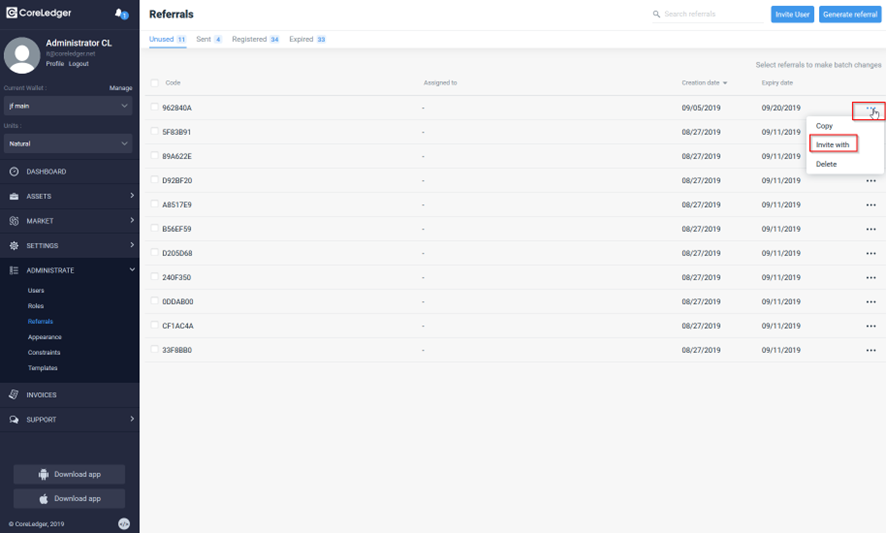 CoreLedger
1
Administrator CL
it@coreledger.net
Profile Logout
Current Wallet : Manage
jf main
Units :
Natural
DASHBOARD
ASSETS
MARKET
SETTINGS
ADMINISTRATE
Users
Roles
Referrals
Appearance
Constraints
Templates
INVOICES
SUPPORT
Download app
Download app
© CoreLedger, 2019 </>
Referrals
Search referrals
Invite User
Generate referral
Unused 11 Sent 4 Registered 34 Expired 33
Select referrals to make batch changes
Code Assigned to Creation date Expiry date
962840A - 09/05/2019 09/20/2019
5F83B91 - 08/27/2019 09/11/2019
89A622E - 08/27/2019 09/11/2019
D92BF20 - 08/27/2019 09/11/2019
A8517E9 - 08/27/2019 09/11/2019
B56EF59 - 08/27/2019 09/11/2019
D205D68 - 08/27/2019 09/11/2019
240F350 - 08/27/2019 09/11/2019
0DDAB00 - 08/27/2019 09/11/2019
CF1AC4A - 08/27/2019 09/11/2019
33F8BB0 - 08/27/2019 09/11/2019
Copy
Invite with
Delete